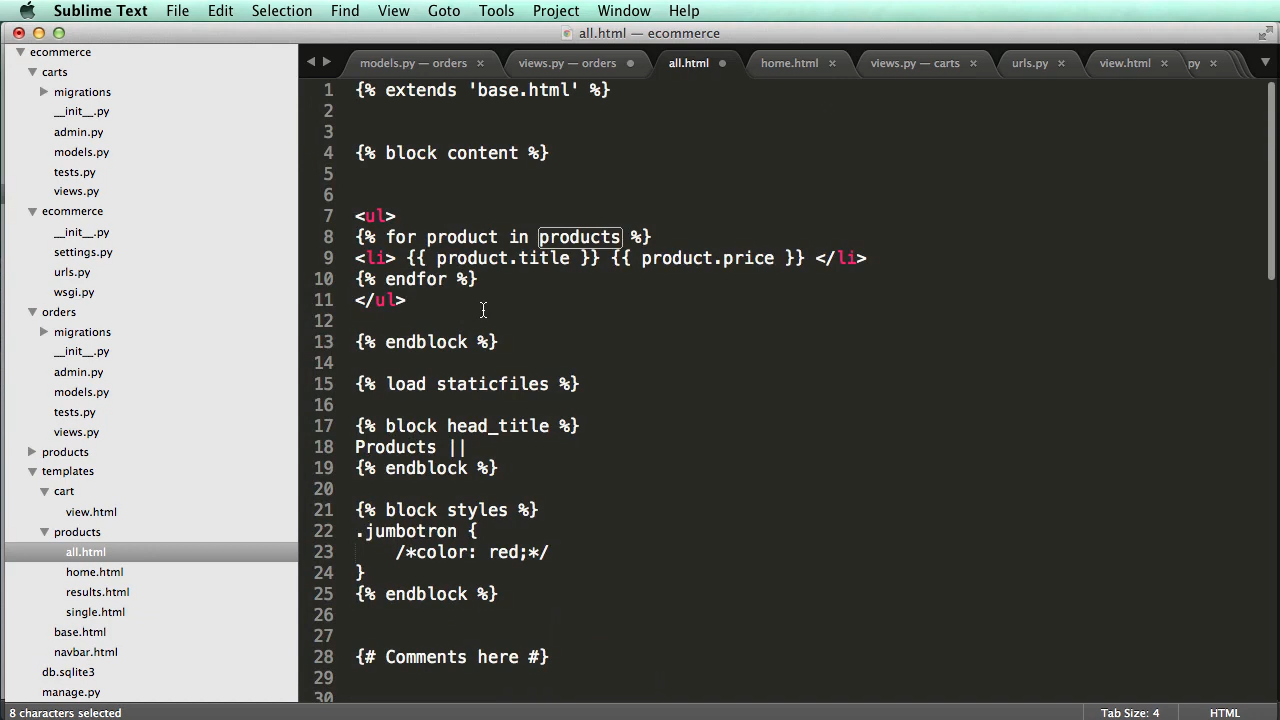 Sublime Text File Edit Selection Find View Goto Tools Project Window Help
all.html — ecommerce
ecommerce
carts
migrations
__init__.py
admin.py
models.py
tests.py
views.py
ecommerce
__init__.py
settings.py
urls.py
wsgi.py
orders
migrations
__init__.py
admin.py
models.py
tests.py
views.py
products
templates
cart
view.html
products
all.html
home.html
results.html
single.html
base.html
navbar.html
db.sqlite3
manage.py
models.py — orders × views.py — orders all.html home.html × views.py — carts × urls.py × view.html × py ×
1 {% extends 'base.html' %}
2
3
4 {% block content %}
5
6
7 <ul>
8 {% for product in products %}
9 <li> {{ product.title }} {{ product.price }} </li>
10 {% endfor %}
11 </ul>
12
13 {% endblock %}
14
15 {% load staticfiles %}
16
17 {% block head_title %}
18 Products ||
19 {% endblock %}
20
21 {% block styles %}
22 .jumbotron {
23 /*color: red;*/
24 }
25 {% endblock %}
26
27
28 {# Comments here #}
29
30
8 characters selected Tab Size: 4 HTML